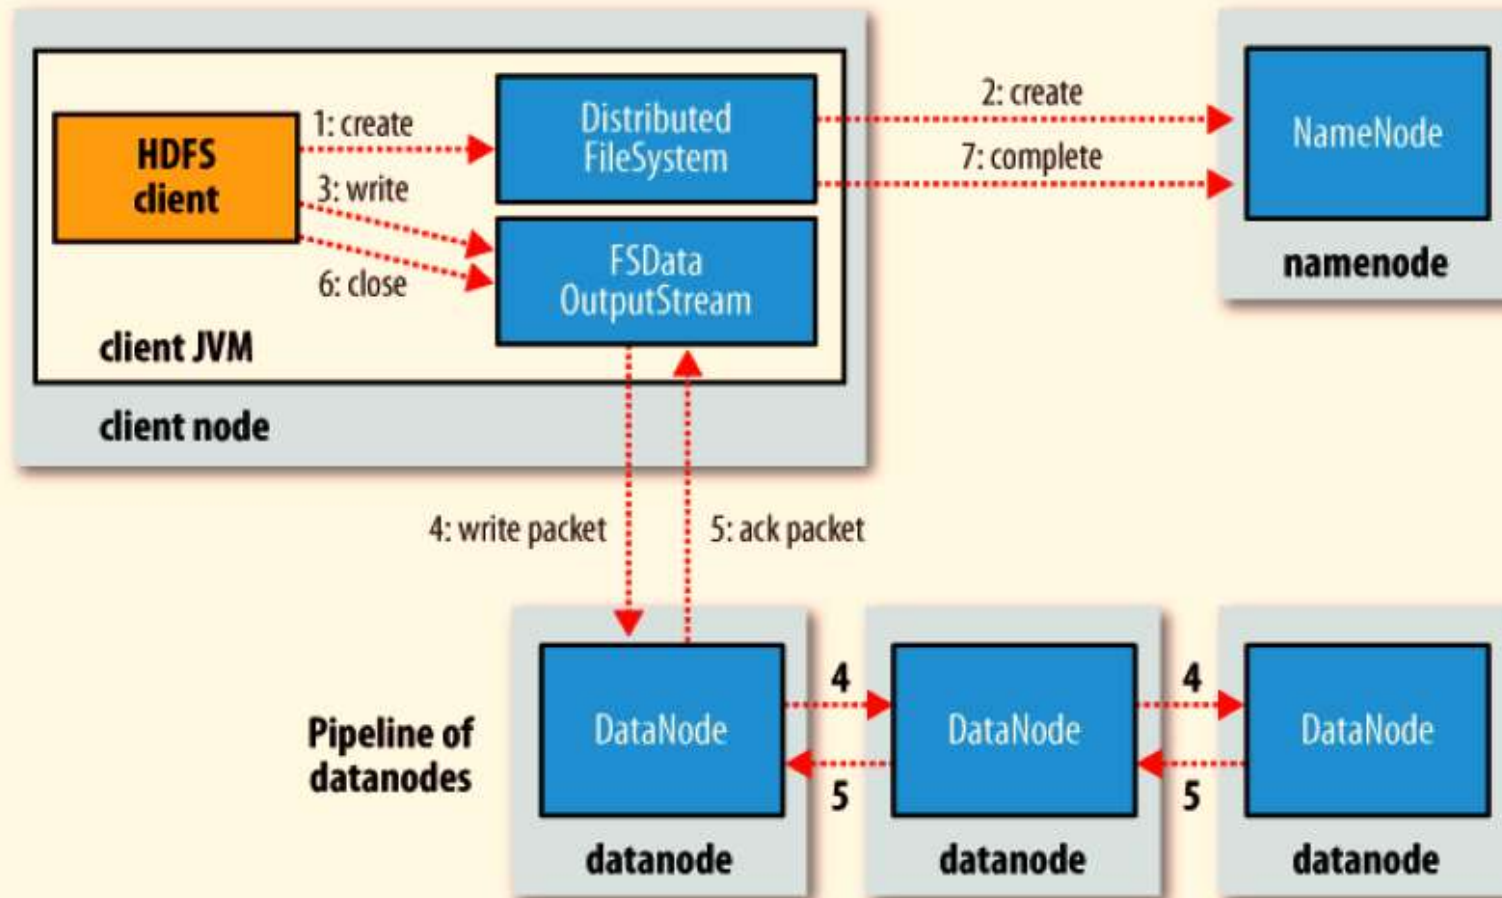 HDFS
client
1: create
3: write
6: close
Distributed
FileSystem
FSData
OutputStream
client JVM
client node
2: create
7: complete
NameNode
namenode
4: write packet
5: ack packet
Pipeline of
datanodes
DataNode
datanode
4
5
DataNode
datanode
4
5
DataNode
datanode